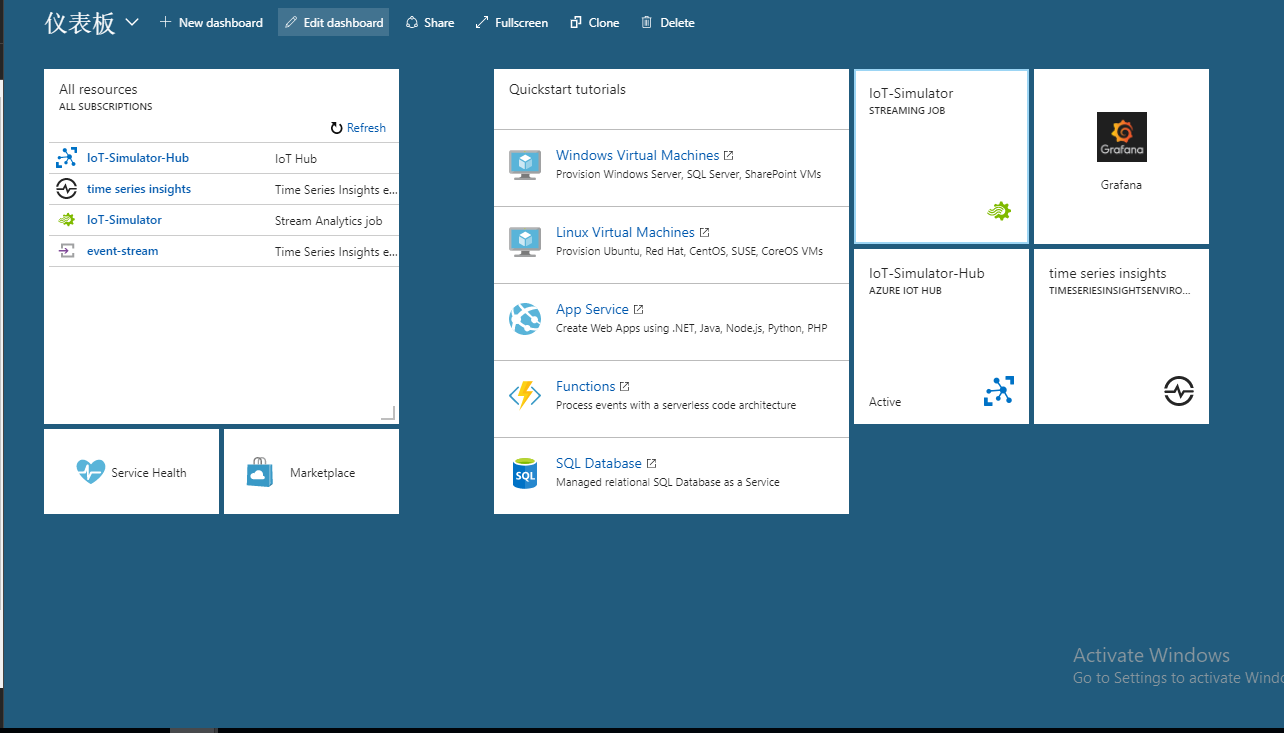 仪表板
New dashboard
Edit dashboard
Share
Fullscreen
Clone
Delete
All resources
ALL SUBSCRIPTIONS
Refresh
IoT-Simulator-Hub
IoT Hub
time series insights
Time Series Insights e...
IoT-Simulator
Stream Analytics job
event-stream
Time Series Insights e...
Service Health
Marketplace
Quickstart tutorials
Windows Virtual Machines
Provision Windows Server, SQL Server, SharePoint VMs
Linux Virtual Machines
Provision Ubuntu, Red Hat, CentOS, SUSE, CoreOS VMs
App Service
Create Web Apps using .NET, Java, Node.js, Python, PHP
Functions
Process events with a serverless code architecture
SQL
SQL Database
Managed relational SQL Database as a Service
IoT-Simulator
STREAMING JOB
Grafana
Grafana
IoT-Simulator-Hub
AZURE IOT HUB
Active
time series insights
TIMESERIESINSIGHTSENVIRO...
Activate Windows
Go to Settings to activate Windo